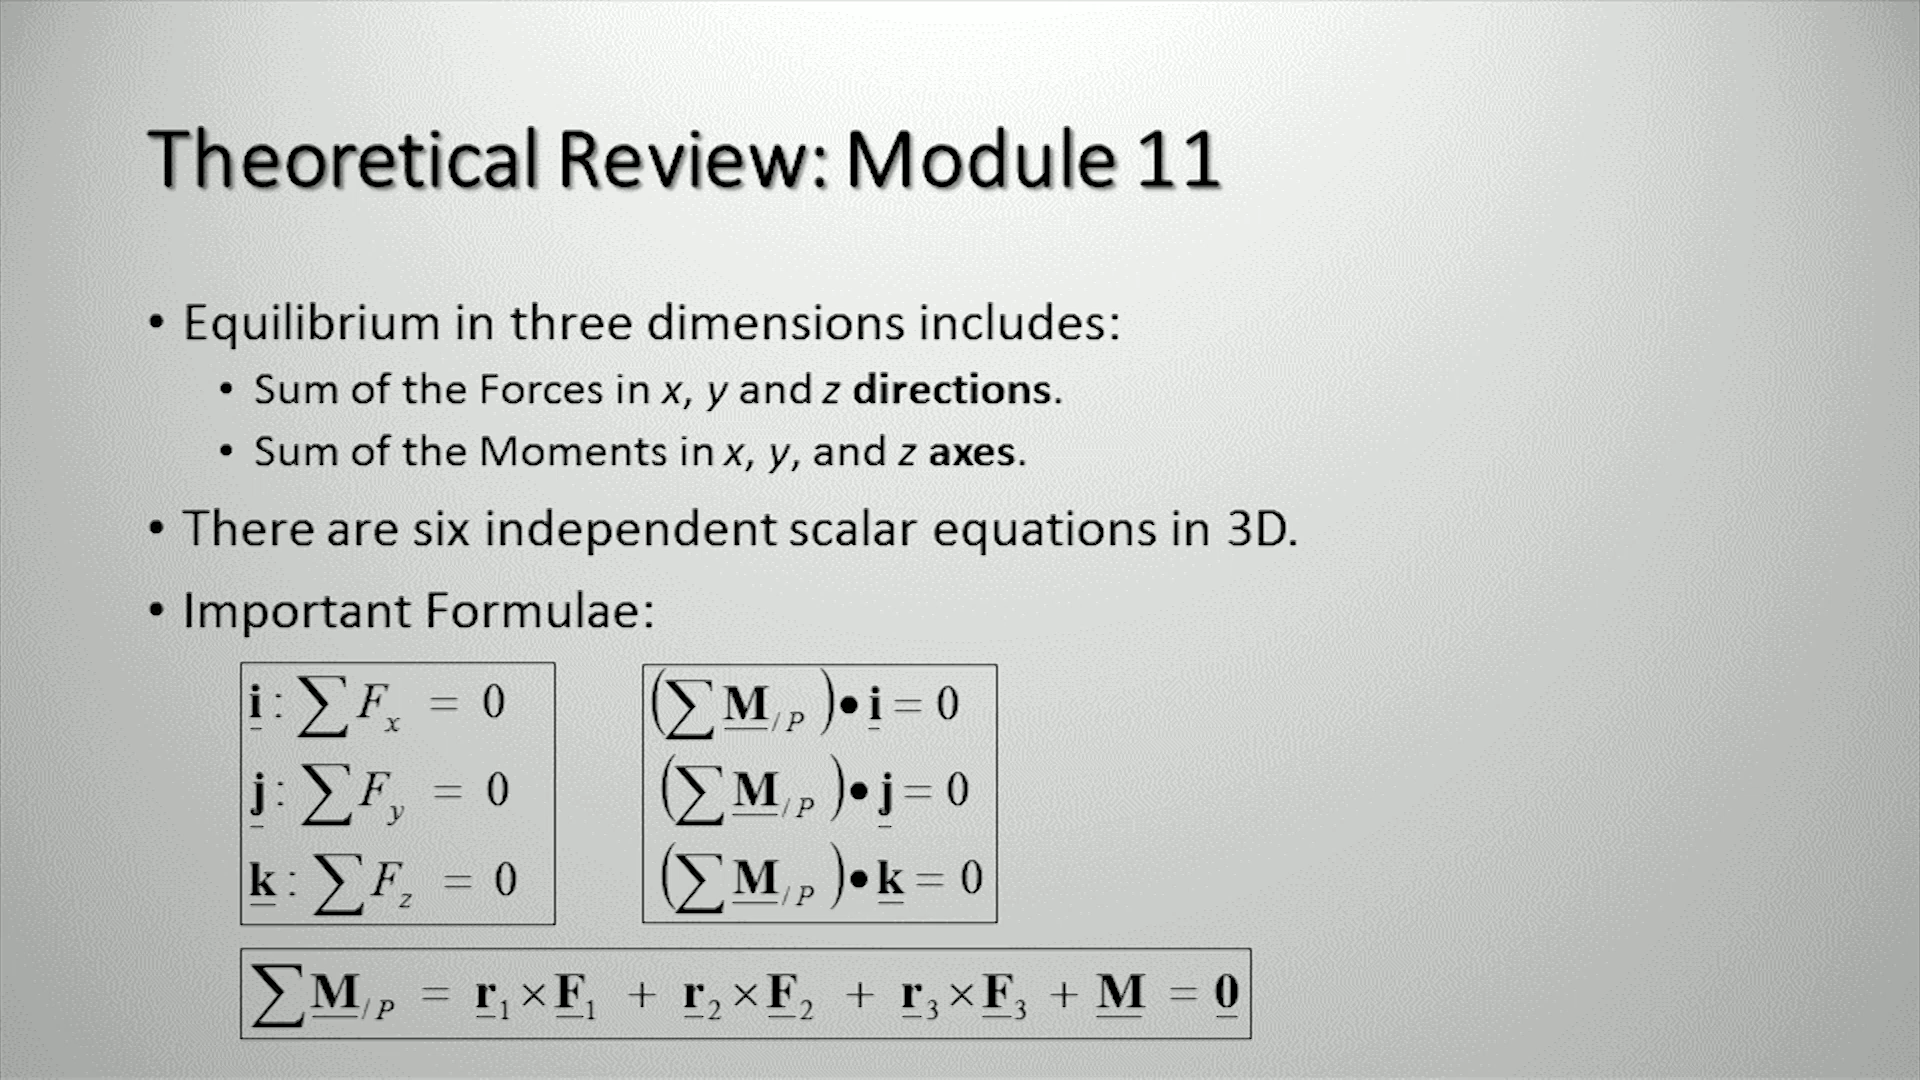 Theoretical Review: Module 11
• Equilibrium in three dimensions includes:
• Sum of the Forces in x, y and z directions.
• Sum of the Moments in x, y, and z axes.
• There are six independent scalar equations in 3D.
• Important Formulae:
i : ∑ F_x = 0
j : ∑ F_y = 0
k : ∑ F_z = 0
(∑ M_/P) • i = 0
(∑ M_/P) • j = 0
(∑ M_/P) • k = 0
∑ M_/P = r_1 × F_1 + r_2 × F_2 + r_3 × F_3 + M = 0